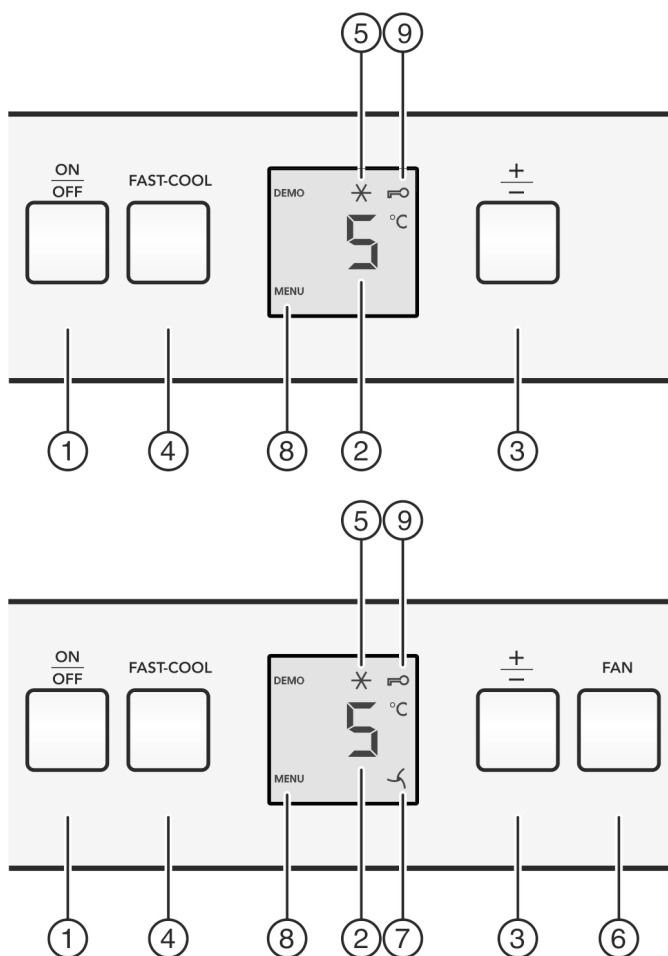 5 9
ON
OFF
FAST-COOL
+
−
DEMO
5 °C
MENU
1 4 8 2 3
5 9
ON
OFF
FAST-COOL
+
−
FAN
DEMO
5 °C
MENU
1 4 8 2 7 3 6